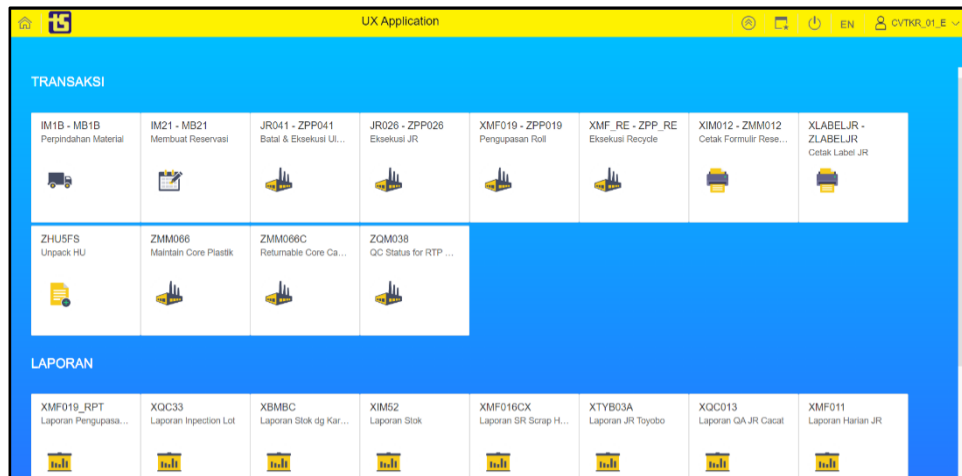 ts
UX Application
EN
CVTKR_01_E
TRANSAKSI
IM1B - MB1B
Perpindahan Material
IM21 - MB21
Membuat Reservasi
JR041 - ZPP041
Batal & Eksekusi Ul...
JR026 - ZPP026
Eksekusi JR
XMF019 - ZPP019
Pengupasan Roll
XMF_RE - ZPP_RE
Eksekusi Recycle
XIM012 - ZMM012
Cetak Formulir Rese...
XLABELJR -
ZLABELJR
Cetak Label JR
ZHU5FS
Unpack HU
ZMM066
Maintain Core Plastik
ZMM066C
Returnable Core Ca...
ZQM038
QC Status for RTP ...
LAPORAN
XMF019_RPT
Laporan Pengupasa...
XQC33
Laporan Inpection Lot
XBMBC
Laporan Stok dg Kar...
XIM52
Laporan Stok
XMF016CX
Laporan SR Scrap H...
XTYB03A
Laporan JR Toyobo
XQC013
Laporan QA JR Cacat
XMF011
Laporan Harian JR